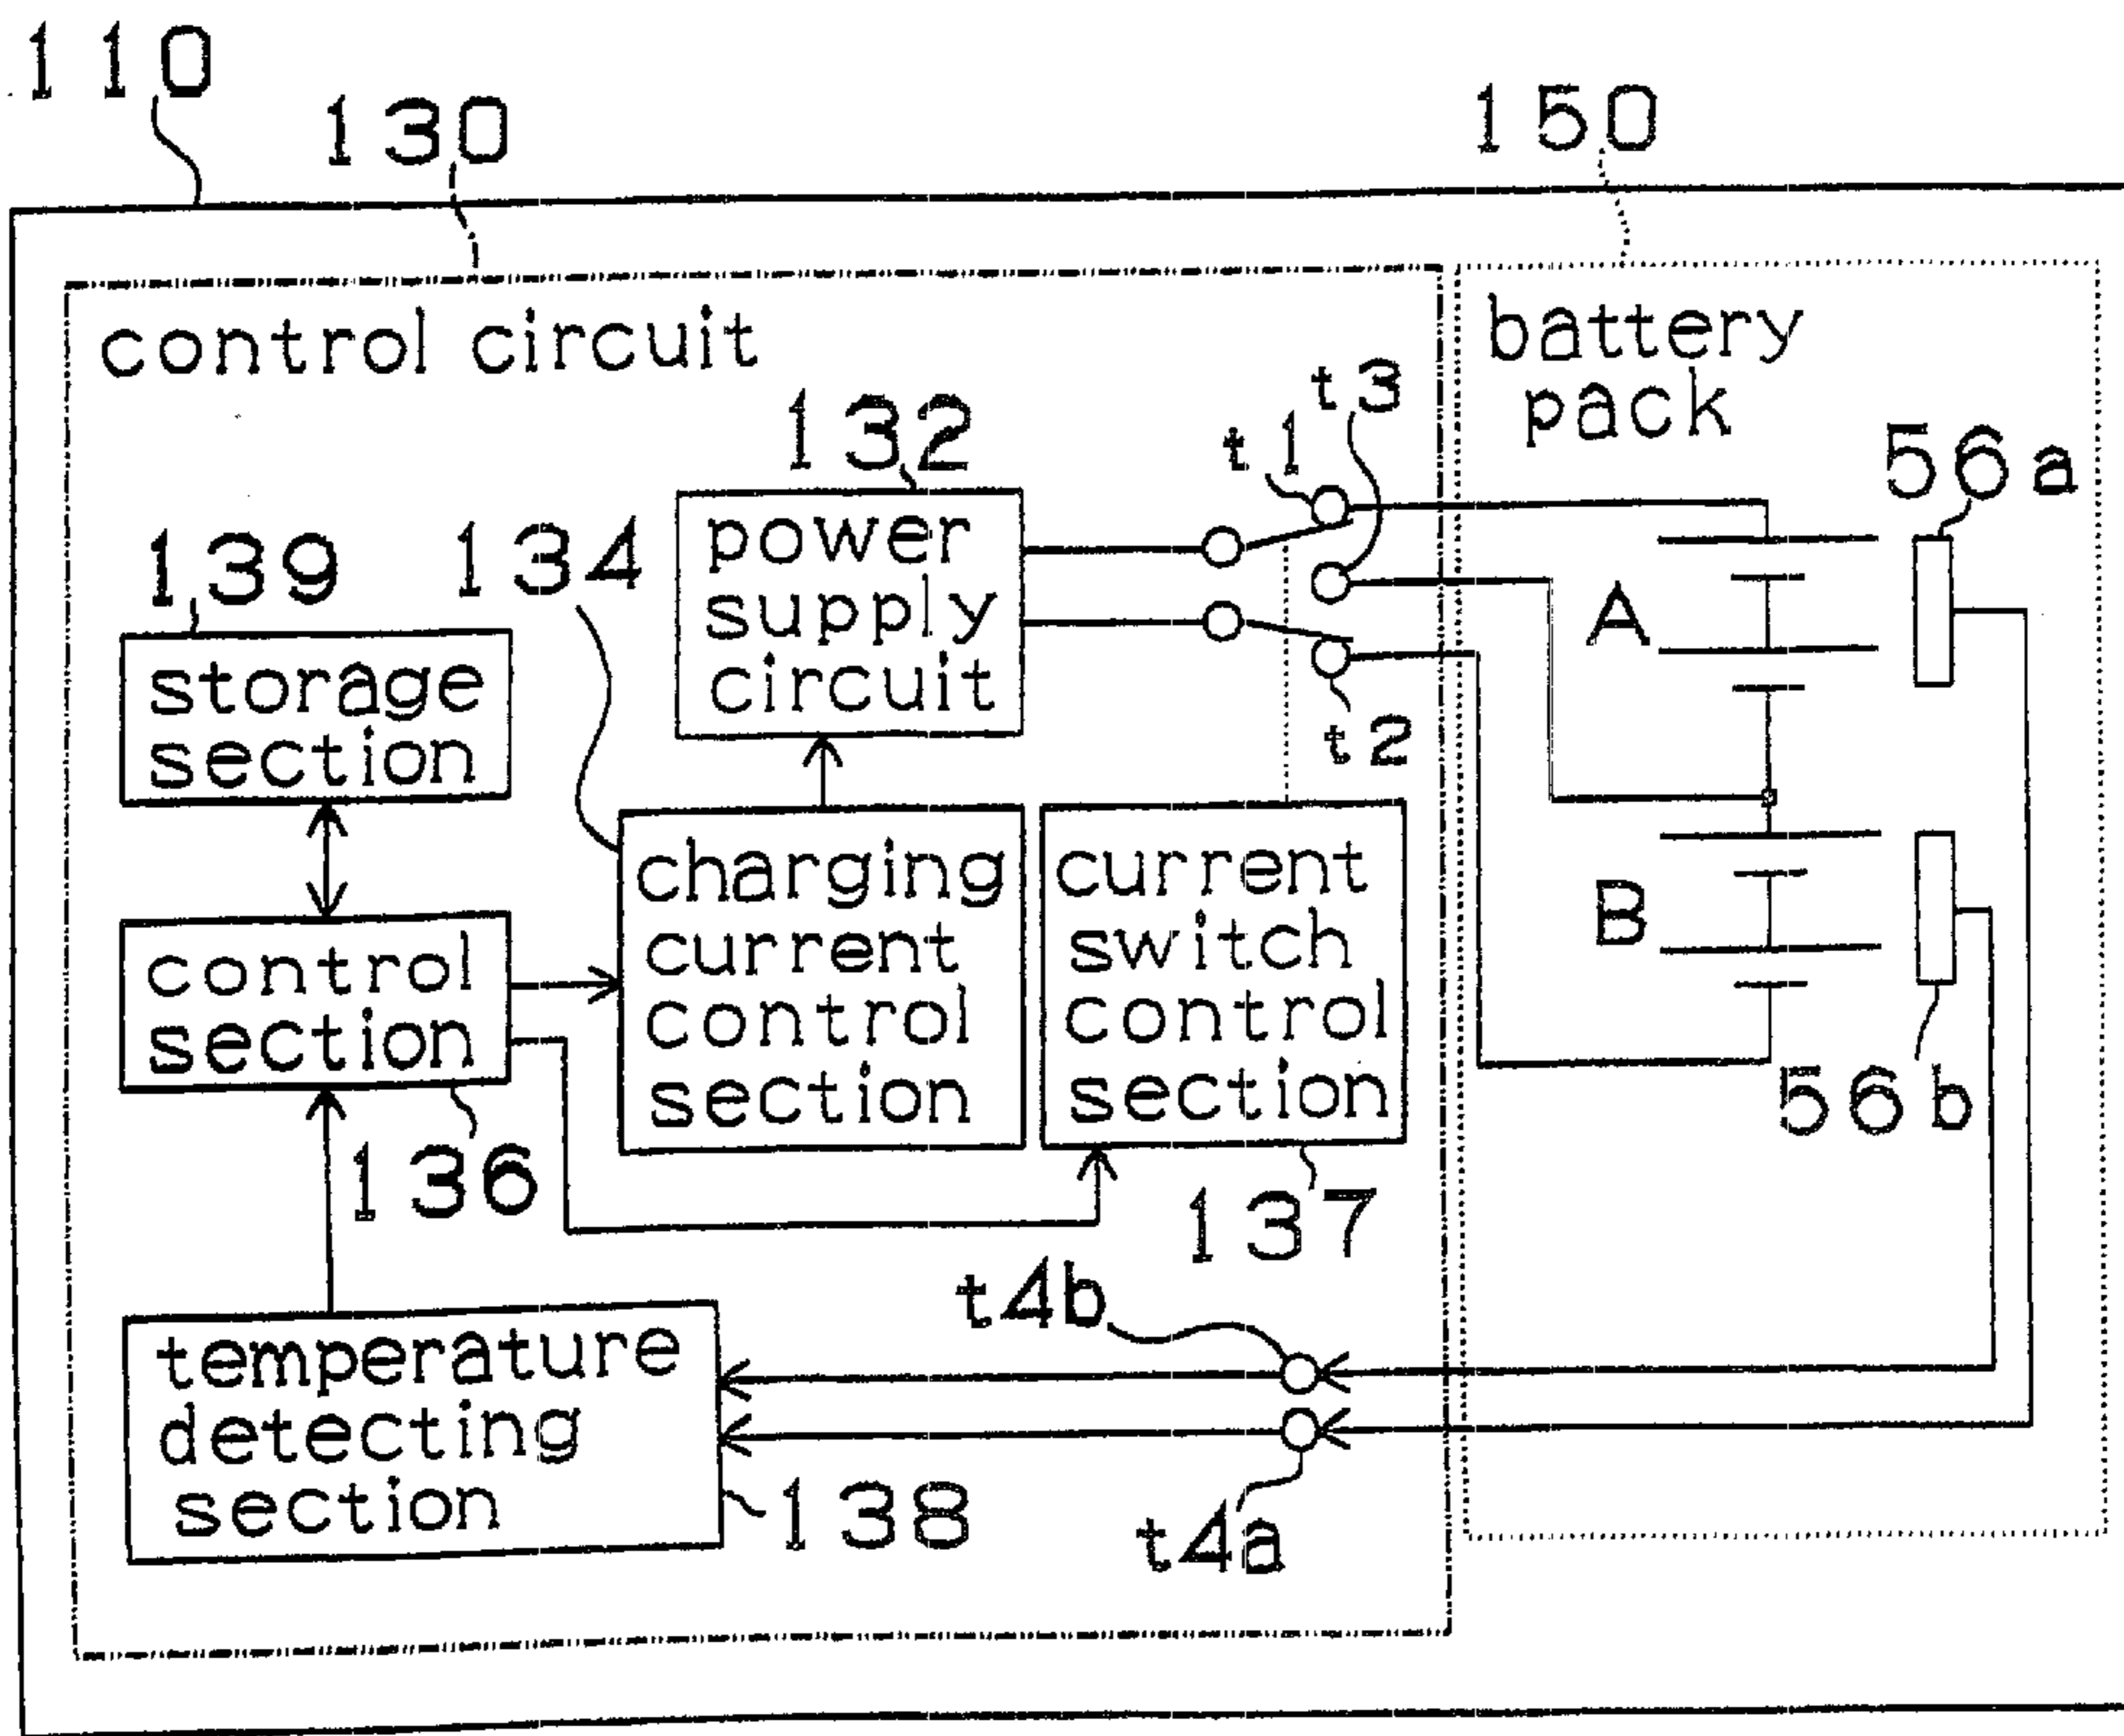 110
130
150
control circuit
battery
pack
t3
t1
132
56a
power
supply
circuit
134
139
storage
section
A
t2
charging
current
control
section
current
switch
control
section
B
control
section
56b
136
137
t4b
temperature
detecting
section
138
t4a